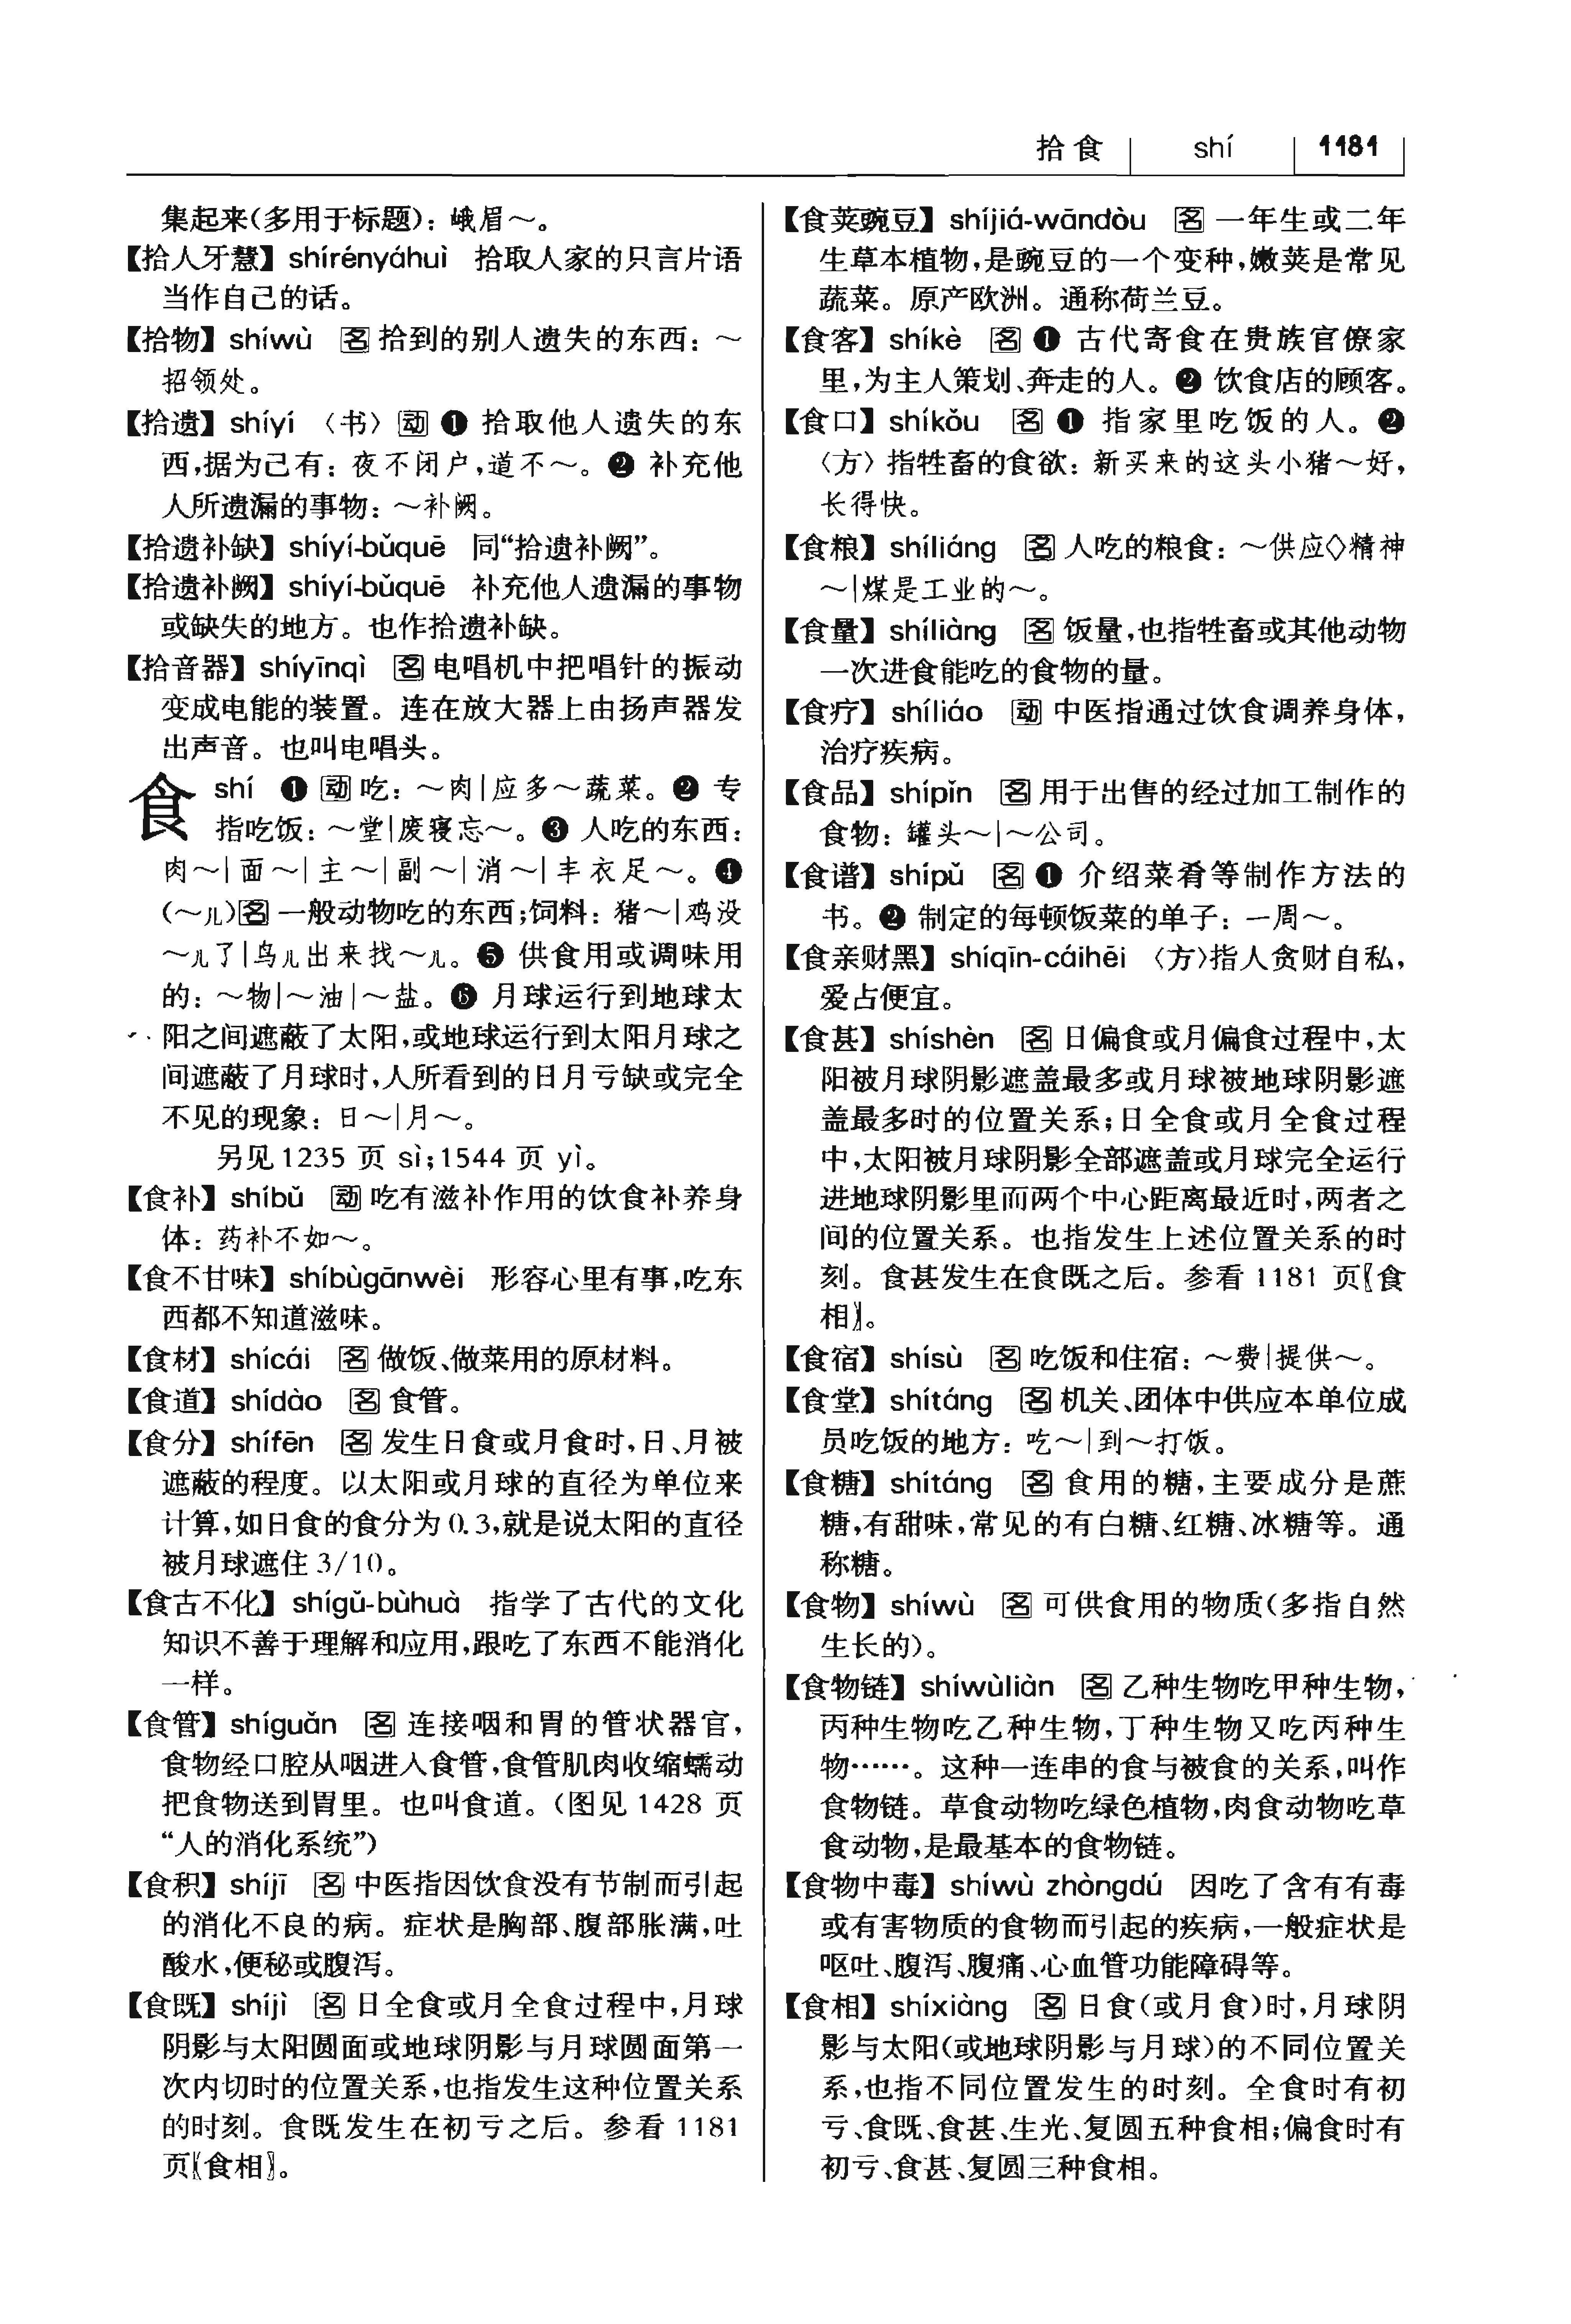 拾食 shí 1181
集起来(多用于标题):峨眉～。
【拾人牙慧】shírényáhuì 拾取人家的只言片语
当作自己的话。
【拾物】shíwù 名 拾到的别人遗失的东西:～
招领处。
【拾遗】shíyí 〈书〉动 ❶ 拾取他人遗失的东
西,据为己有:夜不闭户,道不～。❷ 补充他
人所遗漏的事物:～补阙。
【拾遗补缺】shíyí-bǔquē 同“拾遗补阙”。
【拾遗补阙】shíyí-bǔquē 补充他人遗漏的事物
或缺失的地方。也作拾遗补缺。
【拾音器】shíyīnqì 名 电唱机中把唱针的振动
变成电能的装置。连在放大器上由扬声器发
出声音。也叫电唱头。
食 shí ❶ 动 吃:～肉|应多～蔬菜。❷ 专
指吃饭:～堂|废寝忘～。❸ 人吃的东西:
肉～|面～|主～|副～|消～|丰衣足～。❹
(～儿)名 一般动物吃的东西;饲料:猪～|鸡没
～儿了|鸟儿出来找～儿。❺ 供食用或调味用
的:～物|～油|～盐。❻ 月球运行到地球太
阳之间遮蔽了太阳,或地球运行到太阳月球之
间遮蔽了月球时,人所看到的日月亏缺或完全
不见的现象:日～|月～。
另见1235 页 sì;1544 页 yì。
【食补】shíbǔ 动 吃有滋补作用的饮食补养身
体:药补不如～。
【食不甘味】shíbùgānwèi 形容心里有事,吃东
西都不知道滋味。
【食材】shícái 名 做饭、做菜用的原材料。
【食道】shídào 名 食管。
【食分】shífēn 名 发生日食或月食时,日、月被
遮蔽的程度。以太阳或月球的直径为单位来
计算,如日食的食分为 0.3,就是说太阳的直径
被月球遮住 3/10。
【食古不化】shígǔ-bùhuà 指学了古代的文化
知识不善于理解和应用,跟吃了东西不能消化
一样。
【食管】shíguǎn 名 连接咽和胃的管状器官,
食物经口腔从咽进入食管,食管肌肉收缩蠕动
把食物送到胃里。也叫食道。(图见 1428 页
“人的消化系统”)
【食积】shíjī 名 中医指因饮食没有节制而引起
的消化不良的病。症状是胸部、腹部胀满,吐
酸水,便秘或腹泻。
【食既】shíjì 名 日全食或月全食过程中,月球
阴影与太阳圆面或地球阴影与月球圆面第一
次内切时的位置关系,也指发生这种位置关系
的时刻。食既发生在初亏之后。参看 1181
页〖食相〗。
【食荚豌豆】shíjiá-wāndòu 名 一年生或二年
生草本植物,是豌豆的一个变种,嫩荚是常见
蔬菜。原产欧洲。通称荷兰豆。
【食客】shíkè 名 ❶ 古代寄食在贵族官僚家
里,为主人策划、奔走的人。❷ 饮食店的顾客。
【食口】shíkǒu 名 ❶ 指家里吃饭的人。❷
〈方〉指牲畜的食欲:新买来的这头小猪～好,
长得快。
【食粮】shíliáng 名 人吃的粮食:～供应◇精神
～|煤是工业的～。
【食量】shíliàng 名 饭量,也指牲畜或其他动物
一次进食能吃的食物的量。
【食疗】shíliáo 动 中医指通过饮食调养身体,
治疗疾病。
【食品】shípǐn 名 用于出售的经过加工制作的
食物:罐头～|～公司。
【食谱】shípǔ 名 ❶ 介绍菜肴等制作方法的
书。❷ 制定的每顿饭菜的单子:一周～。
【食亲财黑】shíqīn-cáihēi 〈方〉指人贪财自私,
爱占便宜。
【食甚】shíshèn 名 日偏食或月偏食过程中,太
阳被月球阴影遮盖最多或月球被地球阴影遮
盖最多时的位置关系;日全食或月全食过程
中,太阳被月球阴影全部遮盖或月球完全运行
进地球阴影里而两个中心距离最近时,两者之
间的位置关系。也指发生上述位置关系的时
刻。食甚发生在食既之后。参看 1181 页〖食
相〗。
【食宿】shísù 名 吃饭和住宿:～费|提供～。
【食堂】shítáng 名 机关、团体中供应本单位成
员吃饭的地方:吃～|到～打饭。
【食糖】shítáng 名 食用的糖,主要成分是蔗
糖,有甜味,常见的有白糖、红糖、冰糖等。通
称糖。
【食物】shíwù 名 可供食用的物质(多指自然
生长的)。
【食物链】shíwùliàn 名 乙种生物吃甲种生物,
丙种生物吃乙种生物,丁种生物又吃丙种生
物……。这种一连串的食与被食的关系,叫作
食物链。草食动物吃绿色植物,肉食动物吃草
食动物,是最基本的食物链。
【食物中毒】shíwù zhòngdú 因吃了含有有毒
或有害物质的食物而引起的疾病,一般症状是
呕吐、腹泻、腹痛、心血管功能障碍等。
【食相】shíxiàng 名 日食(或月食)时,月球阴
影与太阳(或地球阴影与月球)的不同位置关
系,也指不同位置发生的时刻。全食时有初
亏、食既、食甚、生光、复圆五种食相;偏食时有
初亏、食甚、复圆三种食相。